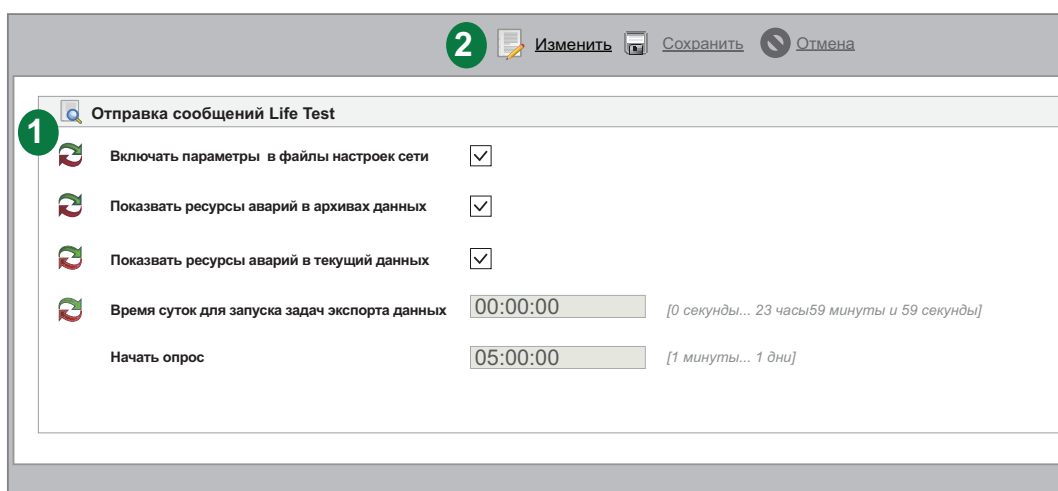 2 Изменить Сохранить Отмена
1 Отправка сообщений Life Test
Включать параметры в файлы настроек сети
Показвать ресурсы аварий в архивах данных
Показвать ресурсы аварий в текущий данных
Время суток для запуска задач экспорта данных 00:00:00 [0 секунды... 23 часы59 минуты и 59 секунды]
Начать опрос 05:00:00 [1 минуты... 1 дни]